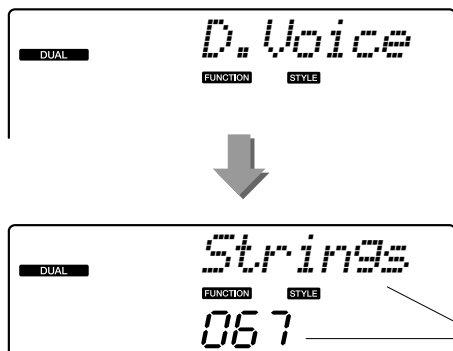 D.Voice
DUAL
FUNCTION STYLE
Strings
DUAL
FUNCTION STYLE
067